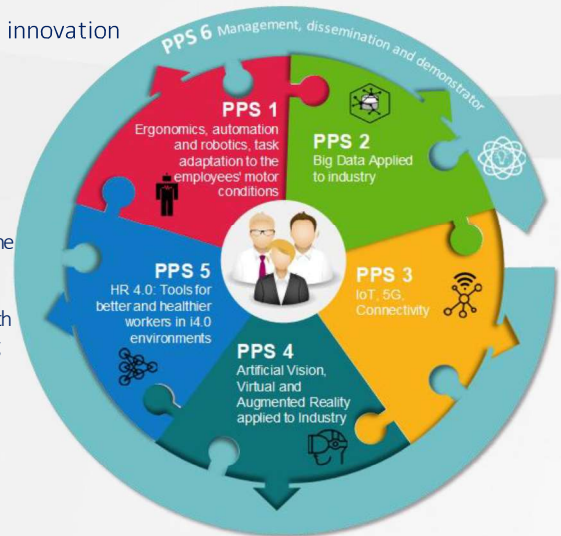 innovation
PPS 6 Management, dissemination and demonstrator
PPS 1
Ergonomics, automation
and robotics, task
adaptation to the
employees' motor
conditions
PPS 2
Big Data Applied
to industry
PPS 3
IoT, 5G,
Connectivity
PPS 4
Artificial Vision,
Virtual and
Augmented Reality
applied to Industry
PPS 5
HR 4.0: Tools for
better and healthier
workers in i4.0
environments